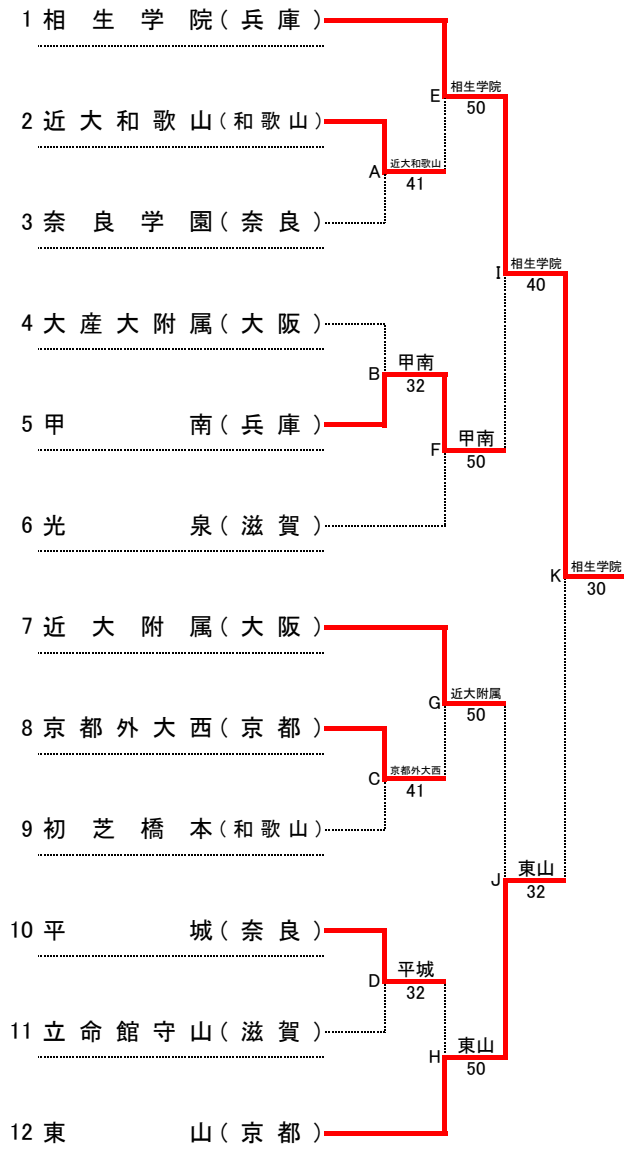 1 相生学院(兵庫)
E 相生学院
50
2 近大和歌山(和歌山)
A 近大和歌山
41
3 奈良学園(奈良)
I 相生学院
40
4 大産大附属(大阪)
B 甲南
32
5 甲南(兵庫)
F 甲南
50
6 光泉(滋賀)
K 相生学院
30
7 近大附属(大阪)
G 近大附属
50
8 京都外大西(京都)
C 京都外大西
41
9 初芝橋本(和歌山)
J 東山
32
10 平城(奈良)
D 平城
32
11 立命館守山(滋賀)
H 東山
50
12 東山(京都)